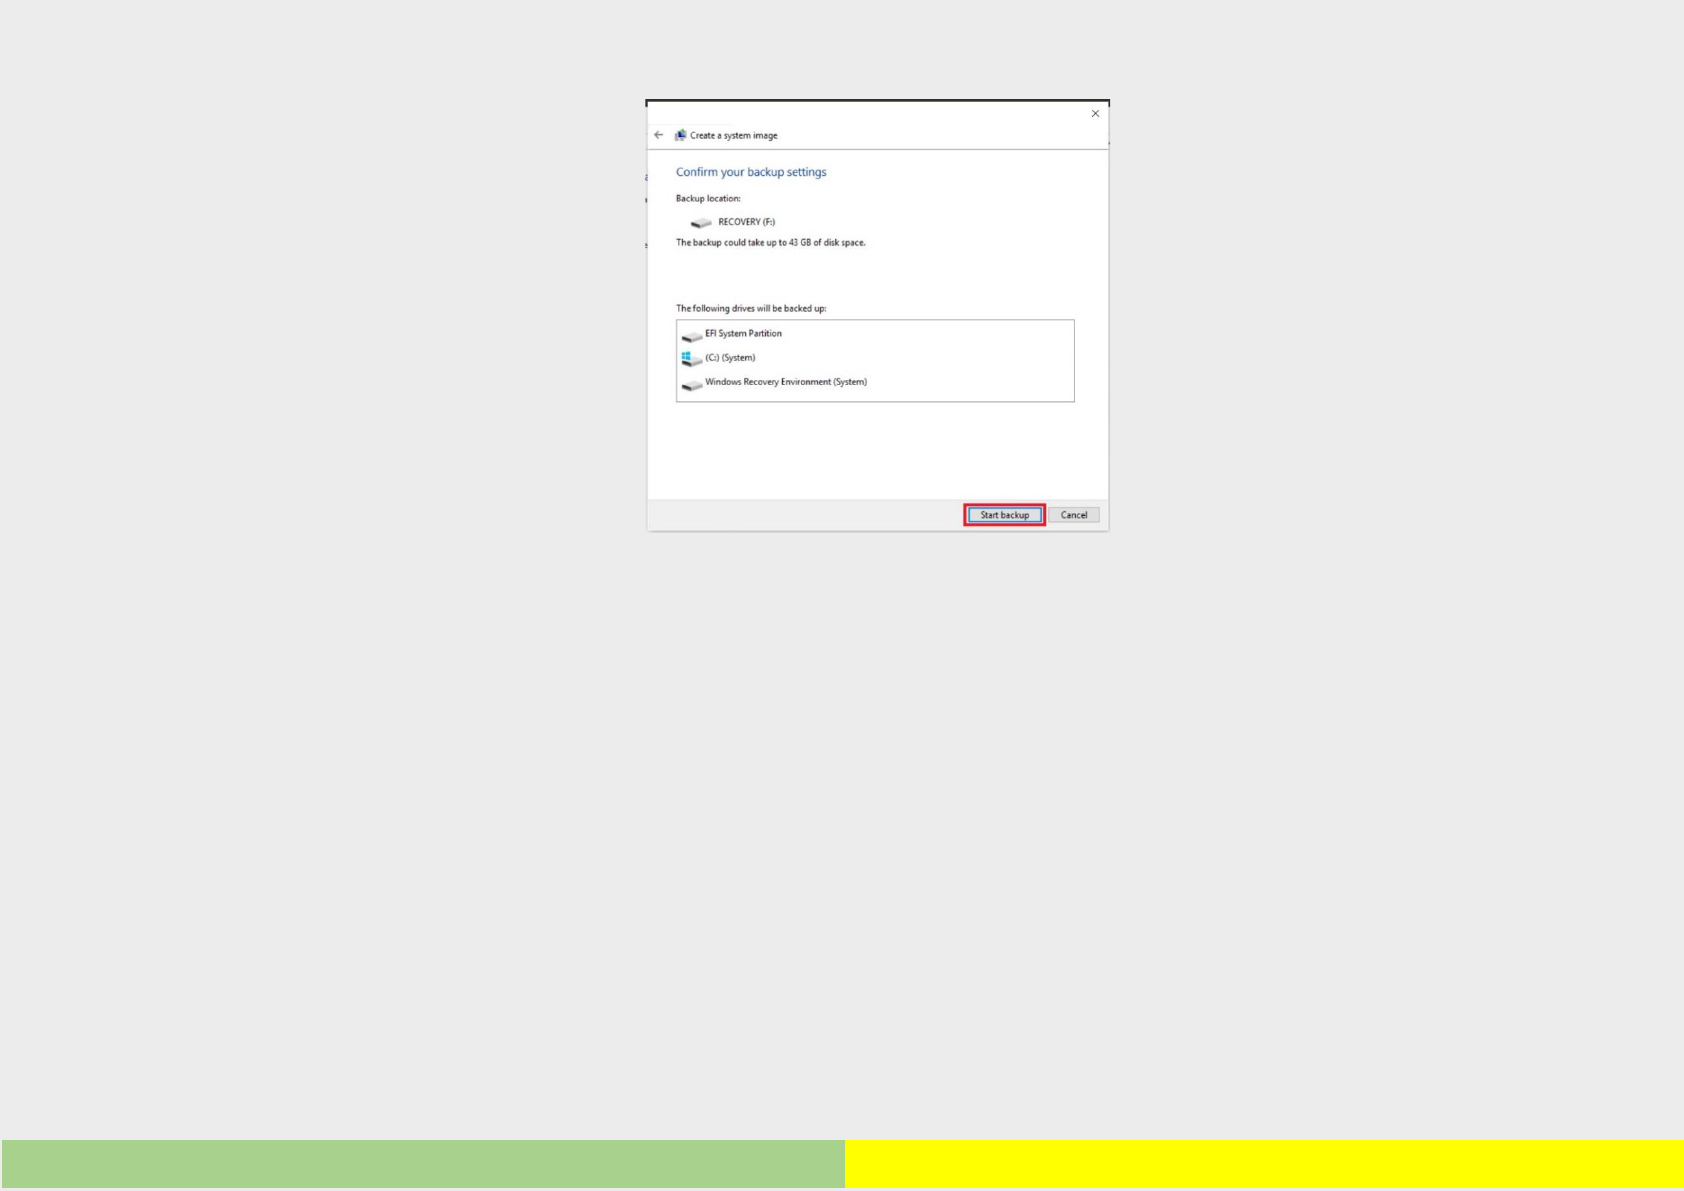 Create a system image
Confirm your backup settings
Backup location:
RECOVERY (F:)
The backup could take up to 43 GB of disk space.
The following drives will be backed up:
EFI System Partition
(C:) (System)
Windows Recovery Environment (System)
Start backup Cancel